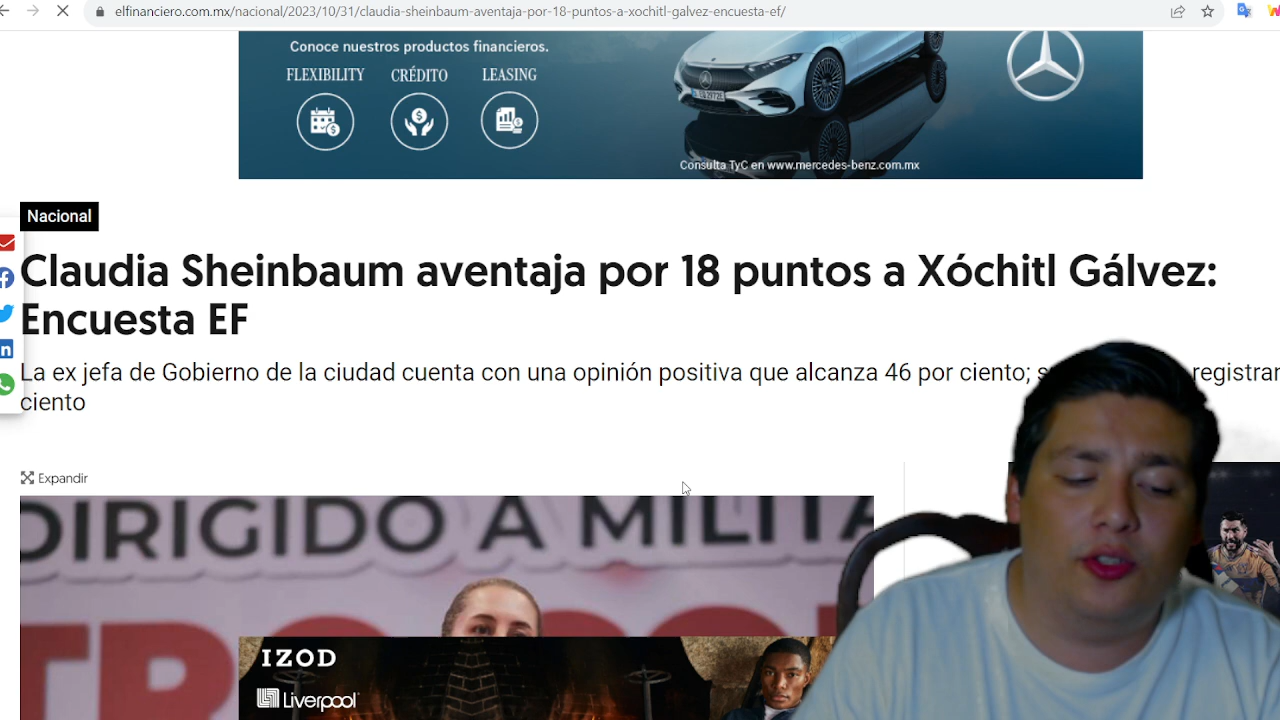 elfinanciero.com.mx/nacional/2023/10/31/claudia-sheinbaum-aventaja-por-18-puntos-a-xochitl-galvez-encuesta-ef/
Conoce nuestros productos financieros.
FLEXIBILITY CRÉDITO LEASING
Consulta TyC en www.mercedes-benz.com.mx
Nacional
Claudia Sheinbaum aventaja por 18 puntos a Xóchitl Gálvez:
Encuesta EF
La ex jefa de Gobierno de la ciudad cuenta con una opinión positiva que alcanza 46 por ciento; registrar
ciento
Expandir
DIRIGIDO A MILITA
IZOD
Liverpool